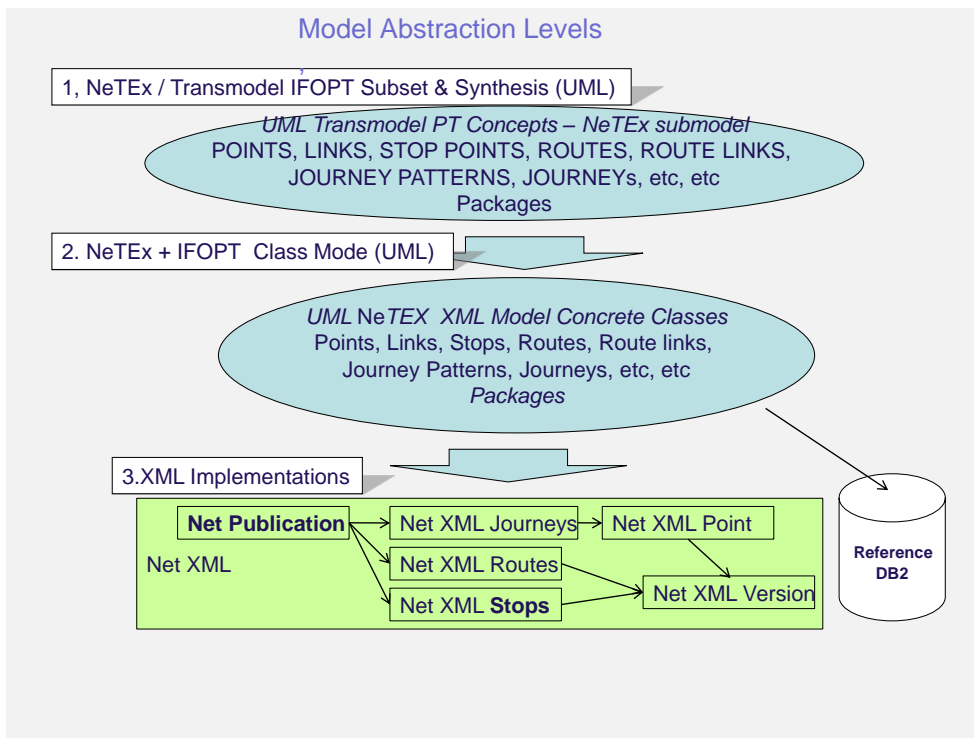 Model Abstraction Levels
,
1, NeTEx / Transmodel IFOPT Subset & Synthesis (UML)
UML Transmodel PT Concepts – NeTEx submodel
POINTS, LINKS, STOP POINTS, ROUTES, ROUTE LINKS,
JOURNEY PATTERNS, JOURNEYs, etc, etc
Packages
2. NeTEx + IFOPT Class Mode (UML)
UML NeTEX XML Model Concrete Classes
Points, Links, Stops, Routes, Route links,
Journey Patterns, Journeys, etc, etc
Packages
3.XML Implementations
Net Publication
Net XML Journeys
Net XML Point
Net XML
Net XML Routes
Net XML Stops
Net XML Version
Reference
DB2